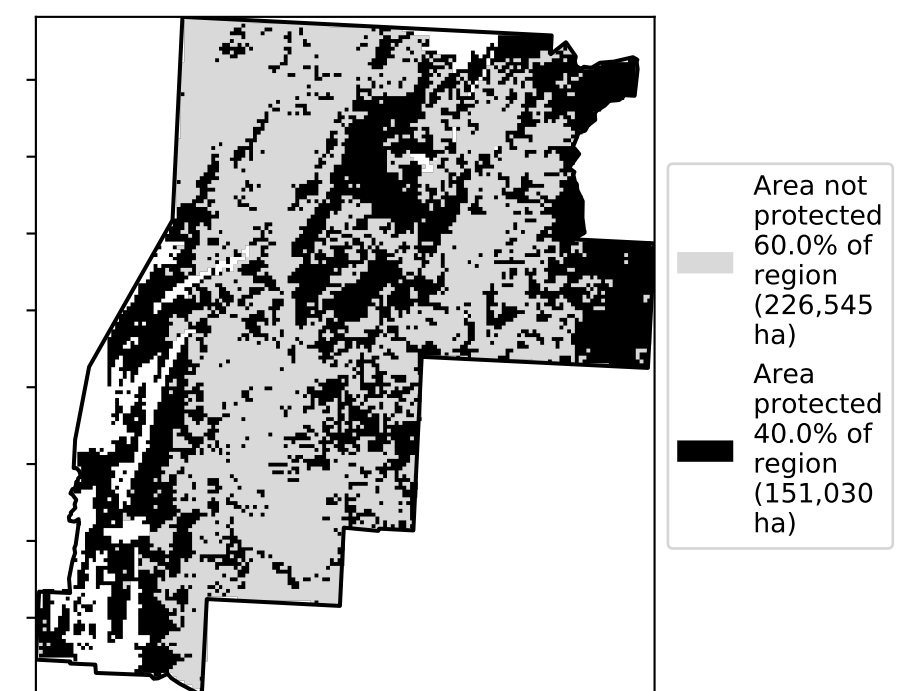 Area not
protected
60.0% of
region
(226,545
ha)
Area
protected
40.0% of
region
(151,030
ha)